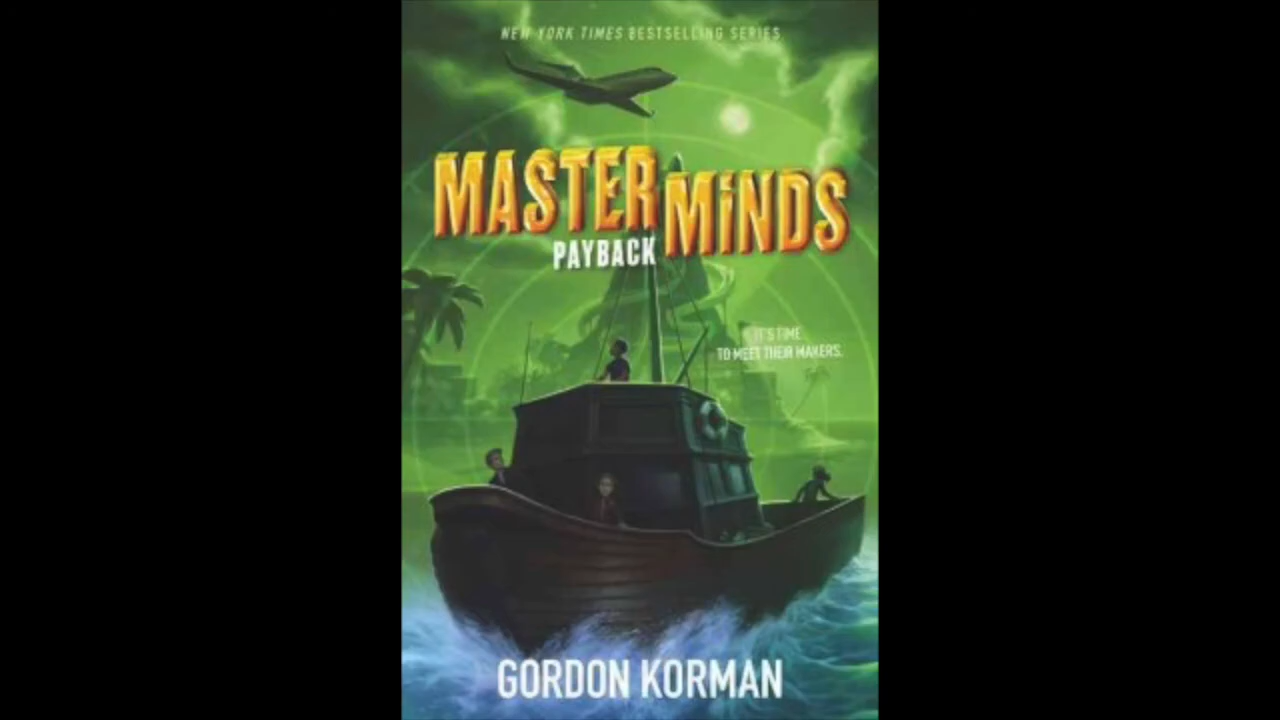 NEW YORK TIMES BESTSELLING SERIES
MASTER MiNDS
PAYBACK
IT'S TIME
TO MEET THEIR MAKERS.
GORDON KORMAN